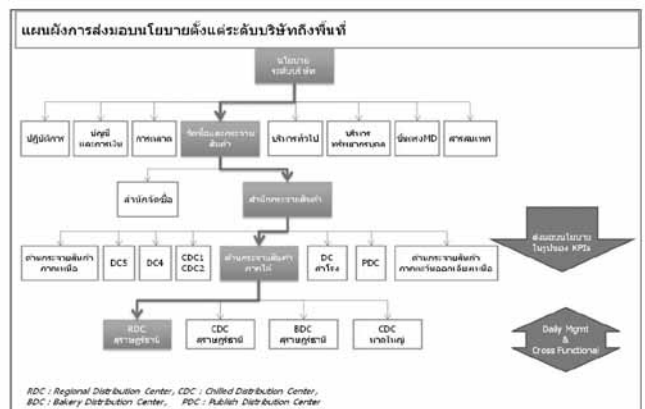 แผนผังการส่งมอบนโยบายตั้งแต่ระดับบริษัทถึงพื้นที่
นโยบาย
ระดับบริษัท
ปฏิบัติการ
บัญชี
และการเงิน
การตลาด
จัดซื้อและกระจาย
สินค้า
บริหารทั่วไป
บริหาร
ทรัพยากรบุคคล
ขึ้นตรงMD
สารสนเทศ
สำนักจัดซื้อ
สำนักกระจายสินค้า
ส่งมอบนโยบาย
ในรูปของ KPIs
ด้านกระจายสินค้า
ภาคเหนือ
DC5
DC4
CDC1
CDC2
ด้านกระจายสินค้า
ภาคใต้
DC
สำโรง
PDC
ด้านกระจายสินค้า
ภาคตะวันออกเฉียงเหนือ
RDC
สุราษฎร์ธานี
CDC
สุราษฎร์ธานี
BDC
สุราษฎร์ธานี
CDC
หาดใหญ่
Daily Mgmt
&
Cross Functional
RDC : Regional Distribution Center, CDC : Chilled Distribution Center,
BDC : Bakery Distribution Center, PDC : Publish Distribution Center